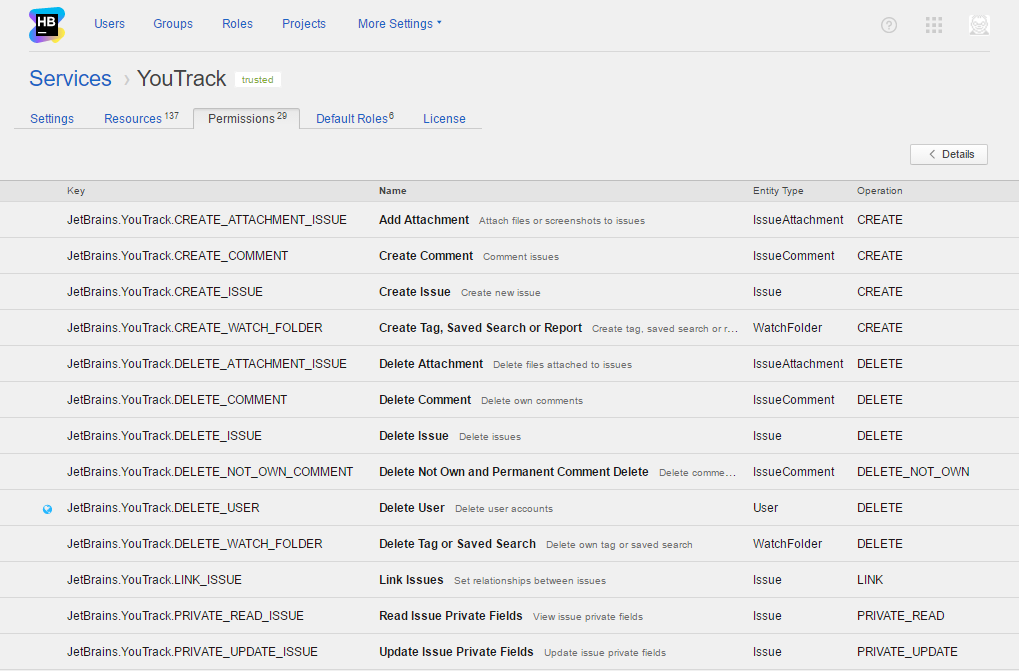 HB Users Groups Roles Projects More Settings
Services › YouTrack trusted
Settings Resources 137 Permissions 29 Default Roles 6 License
Details
Key Name Entity Type Operation
JetBrains.YouTrack.CREATE_ATTACHMENT_ISSUE Add Attachment Attach files or screenshots to issues IssueAttachment CREATE
JetBrains.YouTrack.CREATE_COMMENT Create Comment Comment issues IssueComment CREATE
JetBrains.YouTrack.CREATE_ISSUE Create Issue Create new issue Issue CREATE
JetBrains.YouTrack.CREATE_WATCH_FOLDER Create Tag, Saved Search or Report Create tag, saved search or r... WatchFolder CREATE
JetBrains.YouTrack.DELETE_ATTACHMENT_ISSUE Delete Attachment Delete files attached to issues IssueAttachment DELETE
JetBrains.YouTrack.DELETE_COMMENT Delete Comment Delete own comments IssueComment DELETE
JetBrains.YouTrack.DELETE_ISSUE Delete Issue Delete issues Issue DELETE
JetBrains.YouTrack.DELETE_NOT_OWN_COMMENT Delete Not Own and Permanent Comment Delete Delete comme... IssueComment DELETE_NOT_OWN
JetBrains.YouTrack.DELETE_USER Delete User Delete user accounts User DELETE
JetBrains.YouTrack.DELETE_WATCH_FOLDER Delete Tag or Saved Search Delete own tag or saved search WatchFolder DELETE
JetBrains.YouTrack.LINK_ISSUE Link Issues Set relationships between issues Issue LINK
JetBrains.YouTrack.PRIVATE_READ_ISSUE Read Issue Private Fields View issue private fields Issue PRIVATE_READ
JetBrains.YouTrack.PRIVATE_UPDATE_ISSUE Update Issue Private Fields Update issue private fields Issue PRIVATE_UPDATE